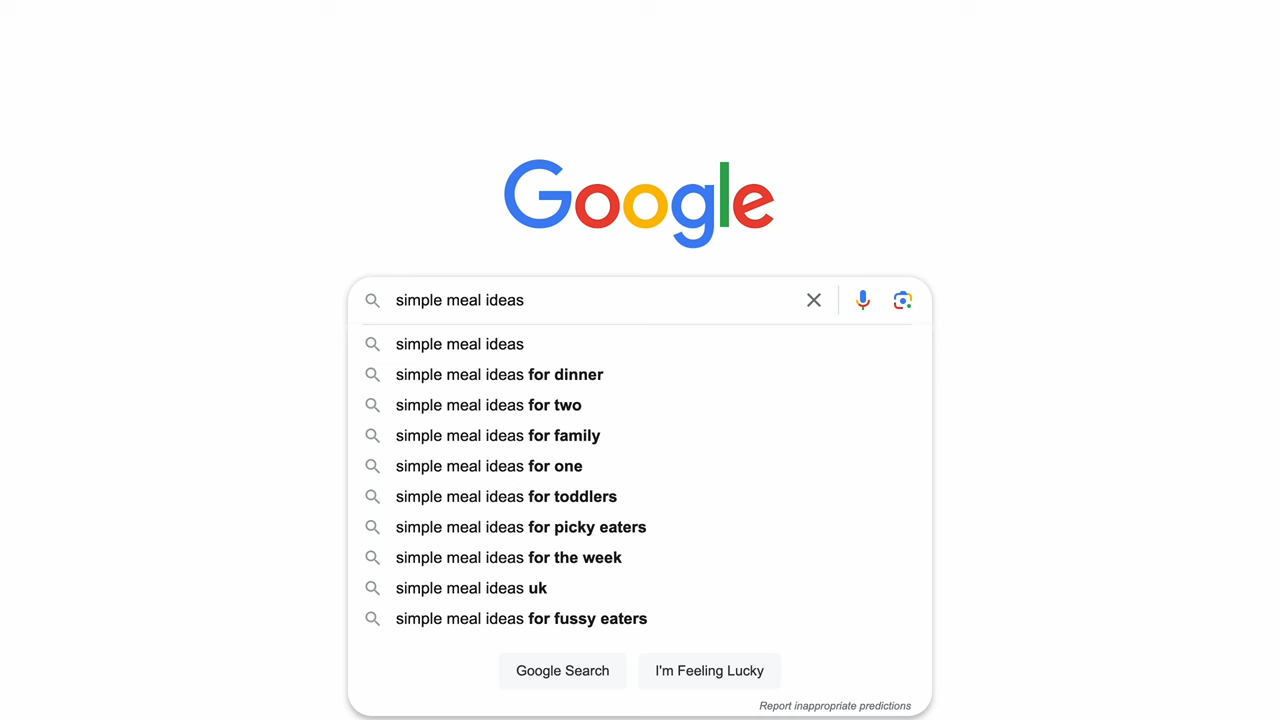 Google
simple meal ideas
simple meal ideas
simple meal ideas for dinner
simple meal ideas for two
simple meal ideas for family
simple meal ideas for one
simple meal ideas for toddlers
simple meal ideas for picky eaters
simple meal ideas for the week
simple meal ideas uk
simple meal ideas for fussy eaters
Google Search I'm Feeling Lucky
Report inappropriate predictions